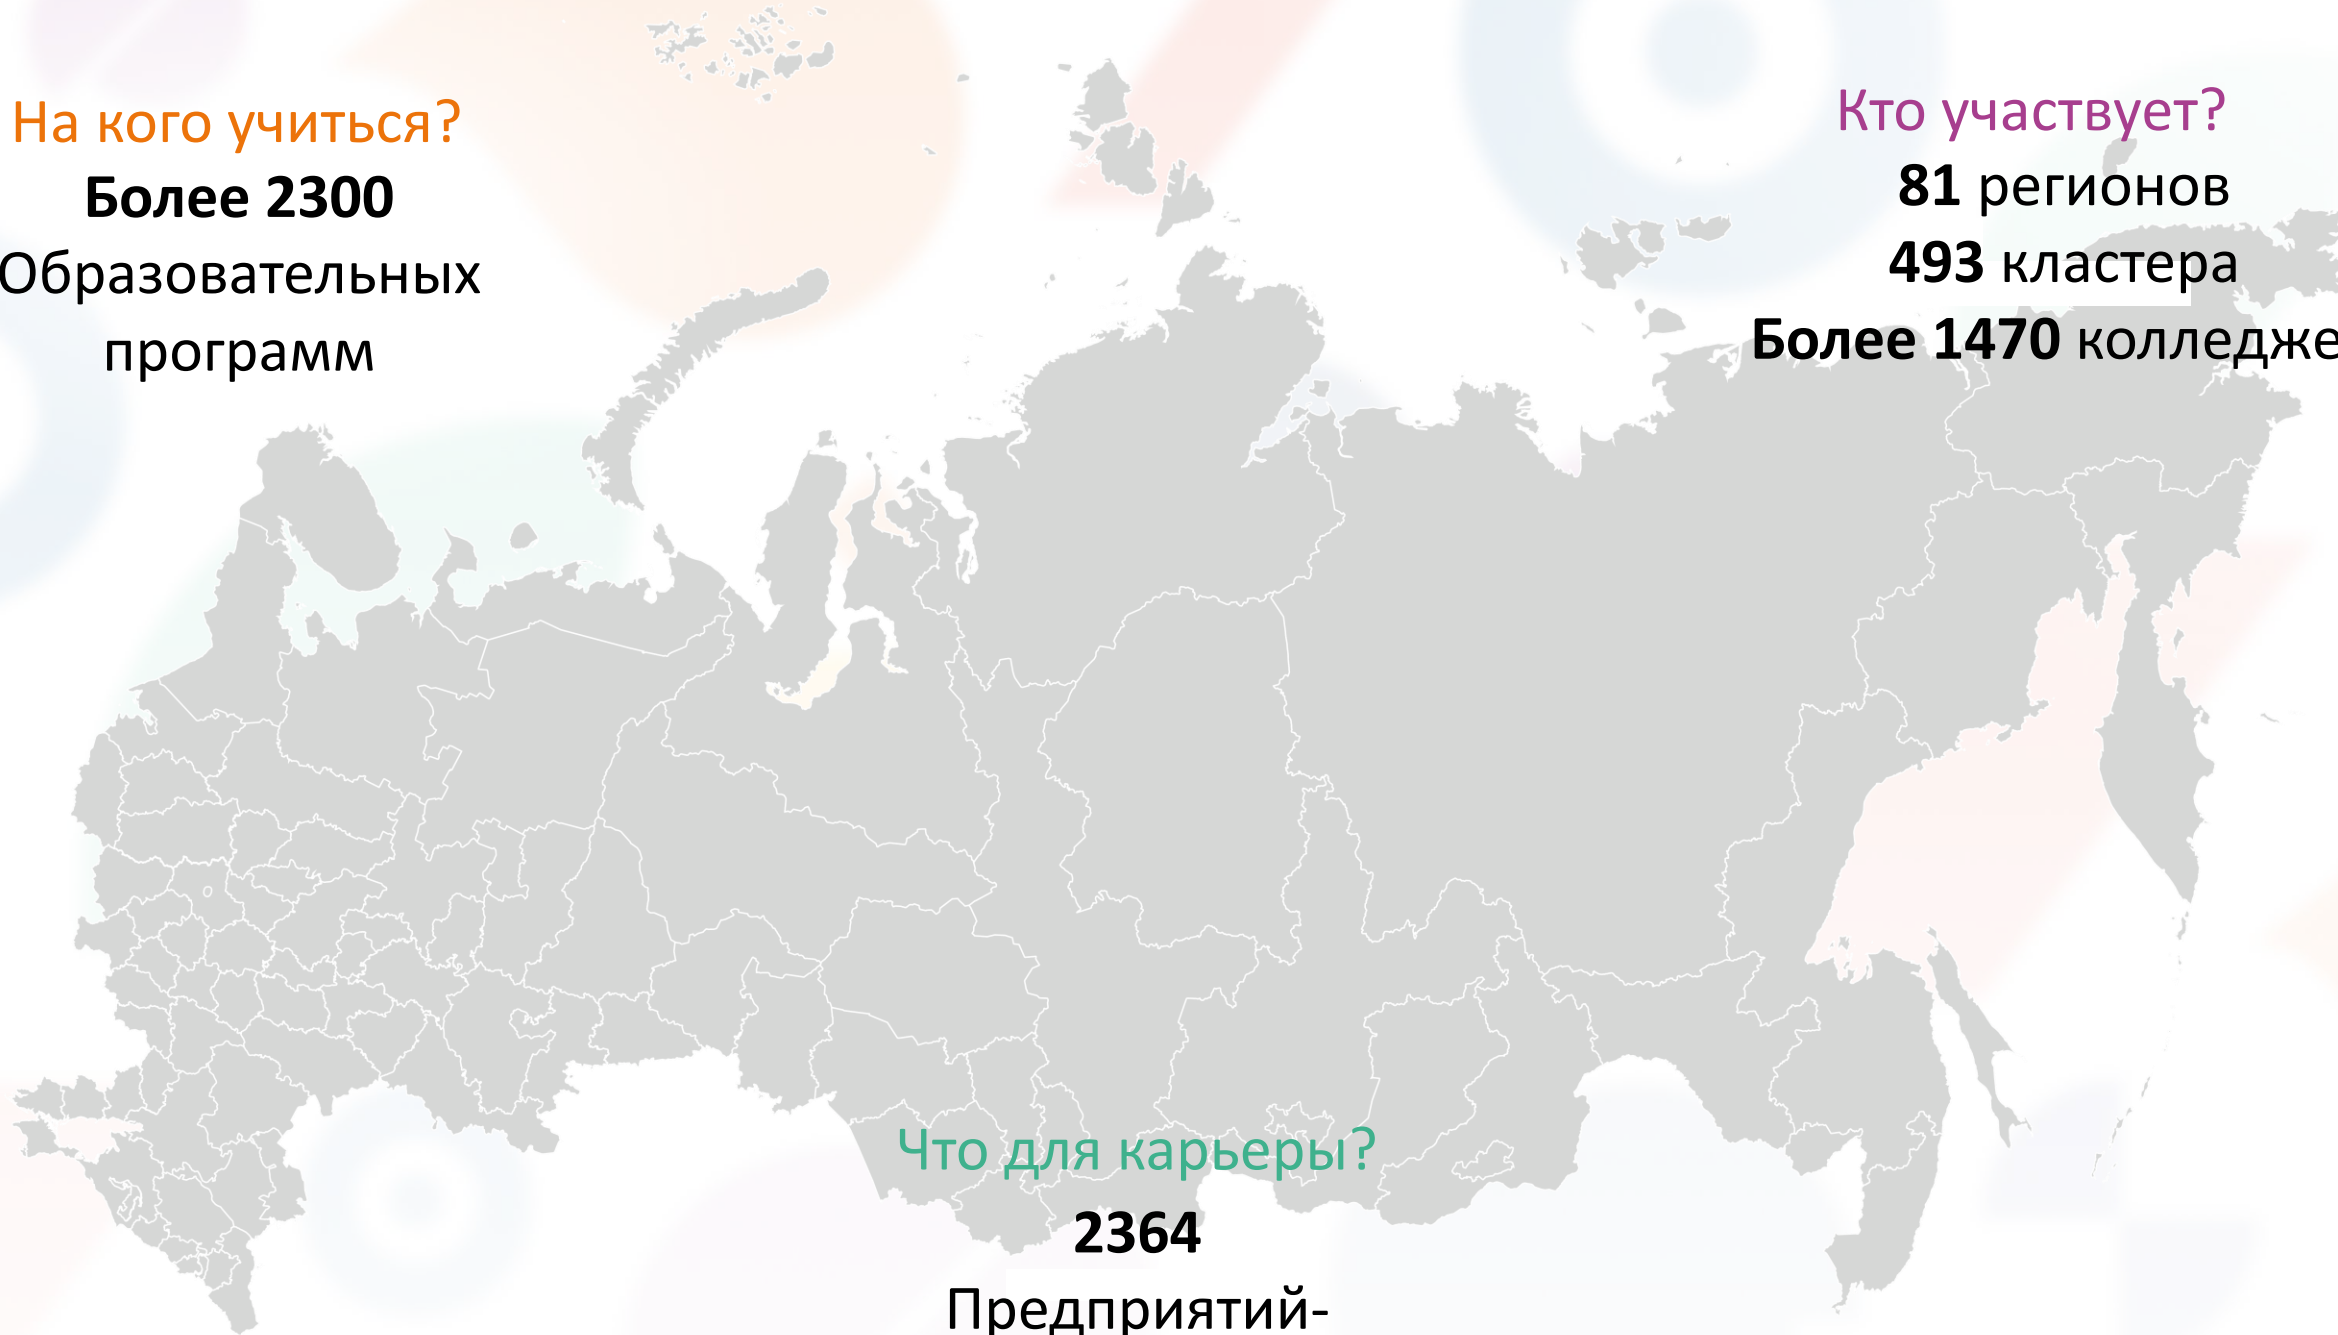 На кого учиться?
Более 2300
Образовательных
программ
Кто участвует?
81 регионов
493 кластера
Более 1470 колледже
Что для карьеры?
2364
Предприятий-